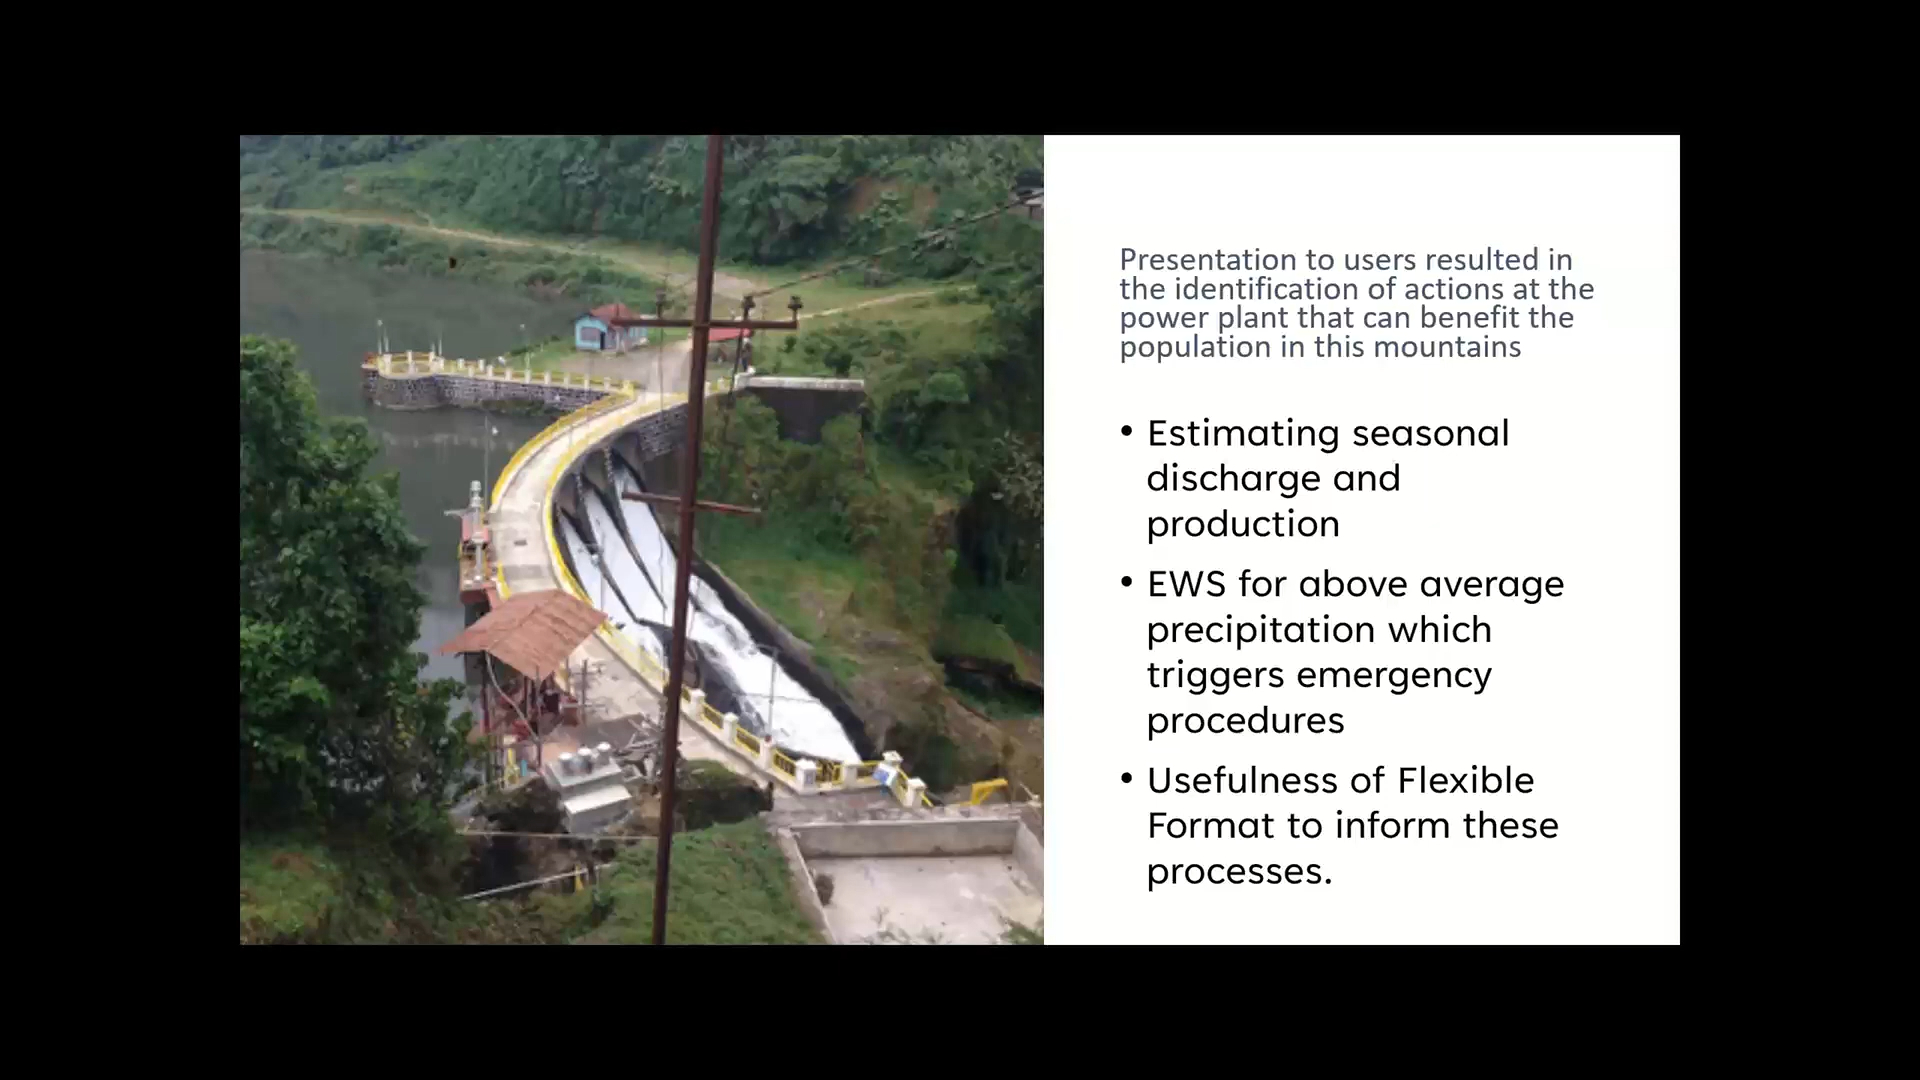 Presentation to users resulted in
the identification of actions at the
power plant that can benefit the
population in this mountains
• Estimating seasonal
discharge and
production
• EWS for above average
precipitation which
triggers emergency
procedures
• Usefulness of Flexible
Format to inform these
processes.